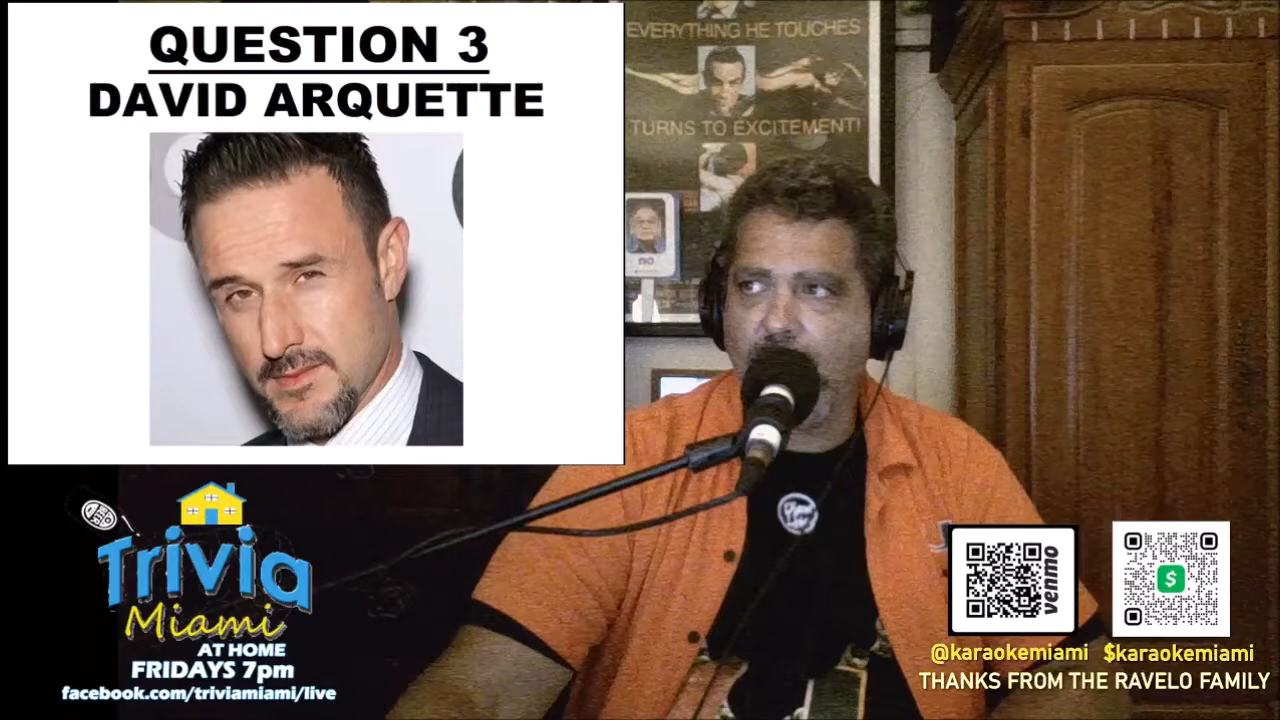 QUESTION 3
DAVID ARQUETTE
EVERYTHING HE TOUCHES
TURNS TO EXCITEMENT!
no
Trivia
Miami
AT HOME
FRIDAYS 7pm
facebook.com/triviamiami/live
venmo
$
@karaokemiami
$karaokemiami
THANKS FROM THE RAVELO FAMILY